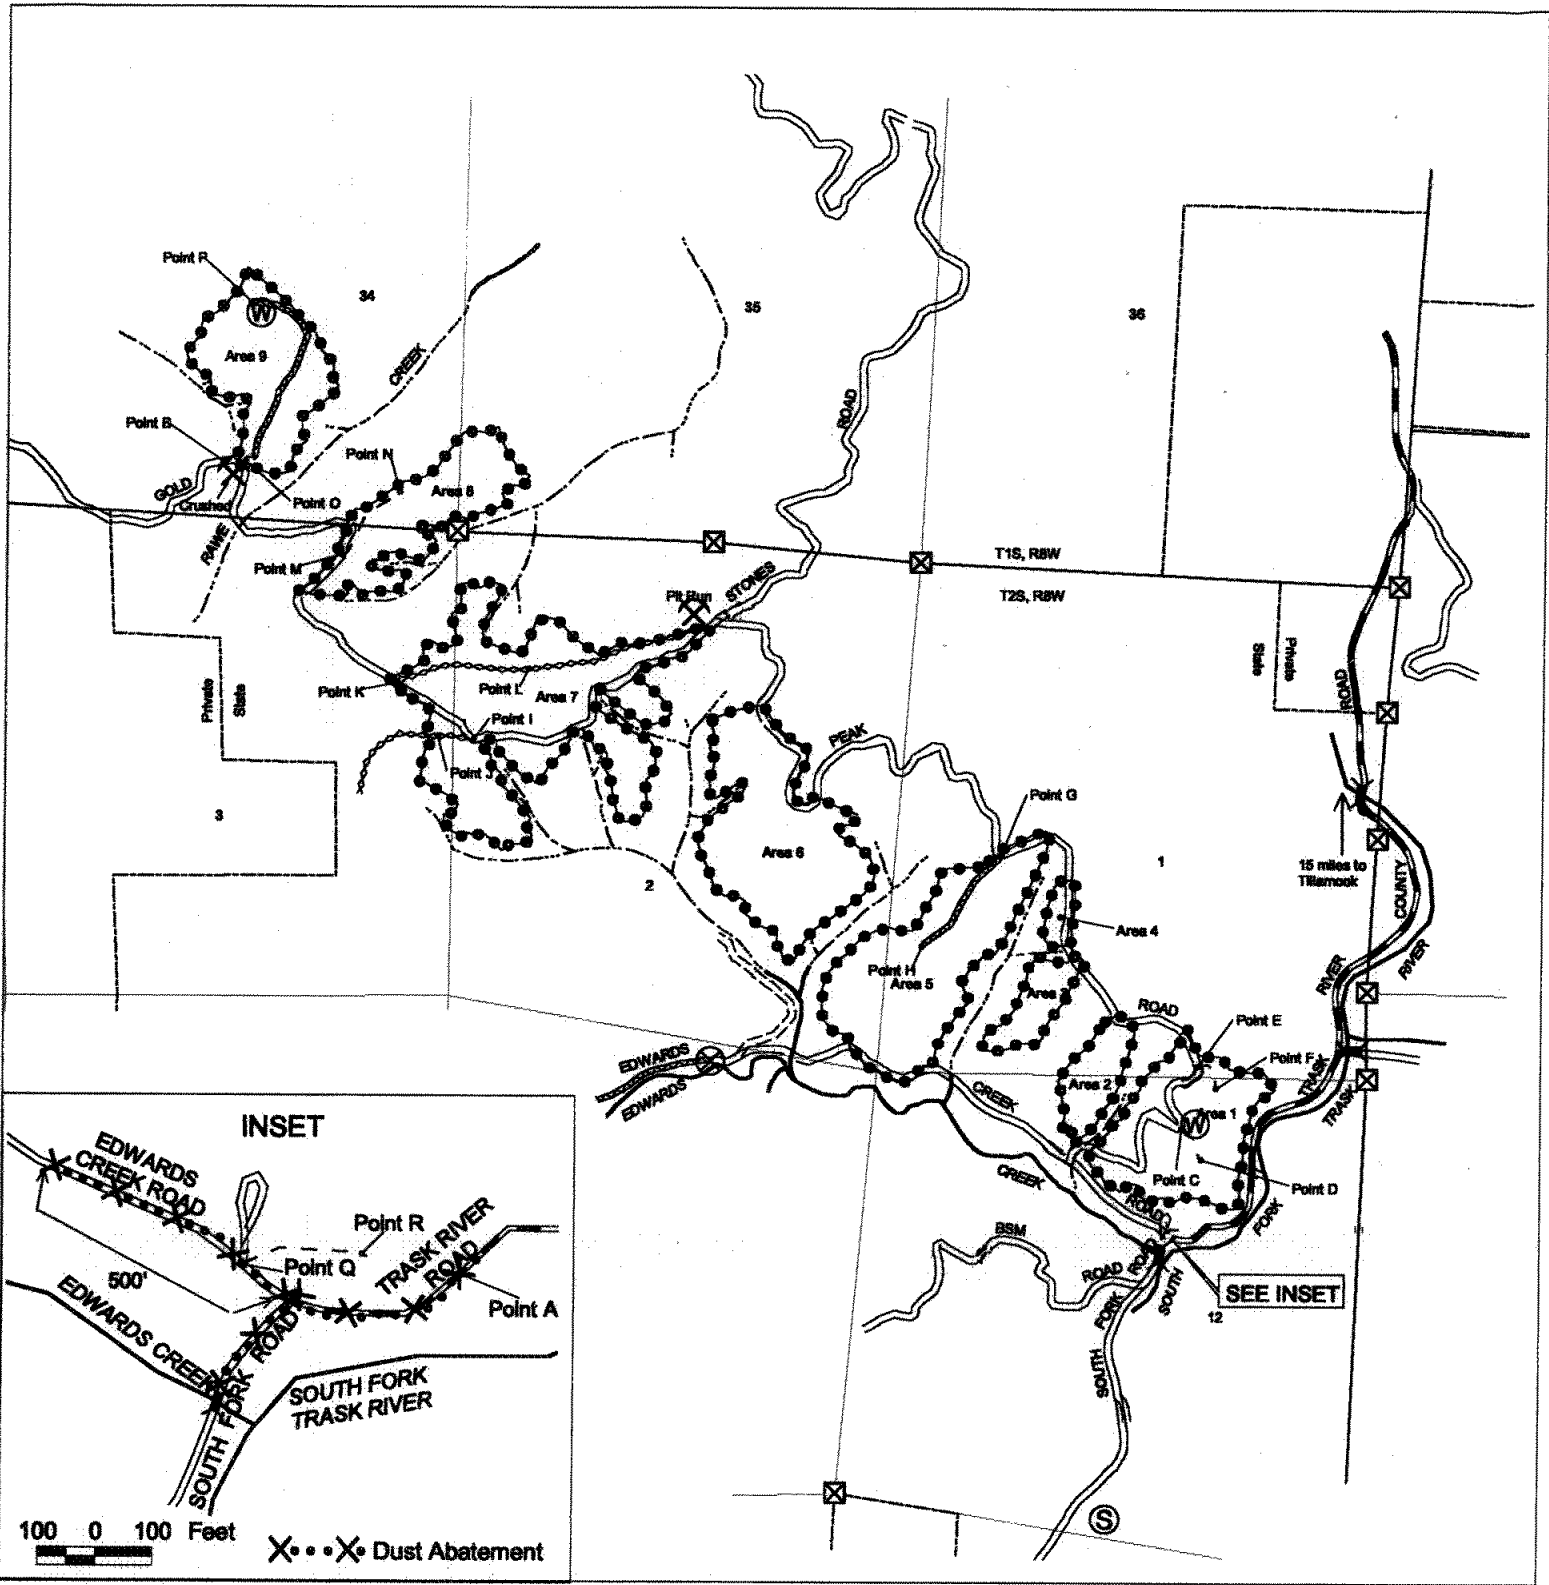 Point P
34
35
36
Area 9
CREEK
ROAD
Point B
Point N
GOLD
Area 8
Crushed
Point O
RAWE
T1S, R8W
Point M
STONES
Pit Run
T2S, R8W
Private
State
Private
State
ROAD
Point K
Point L
Area 7
Point I
PEAK
Point J
Point G
3
Area 6
1
15 miles to
Tillamook
2
COUNTY
Area 4
RIVER
RIVER
Point H
Area 5
Area 3
ROAD
Point E
EDWARDS
Point F
EDWARDS
CREEK
Area 2
TRASK
TRASK
Area 1
W
W
Point C
CREEK
Point D
ROAD
FORK
BSM
ROAD
ROAD
SOUTH
FORK
SEE INSET
12
SOUTH
S
INSET
EDWARDS
CREEK ROAD
Point R
TRASK RIVER
ROAD
Point Q
500'
Point A
EDWARDS CREEK
SOUTH FORK ROAD
SOUTH FORK
TRASK RIVER
100 0 100 Feet
Dust Abatement